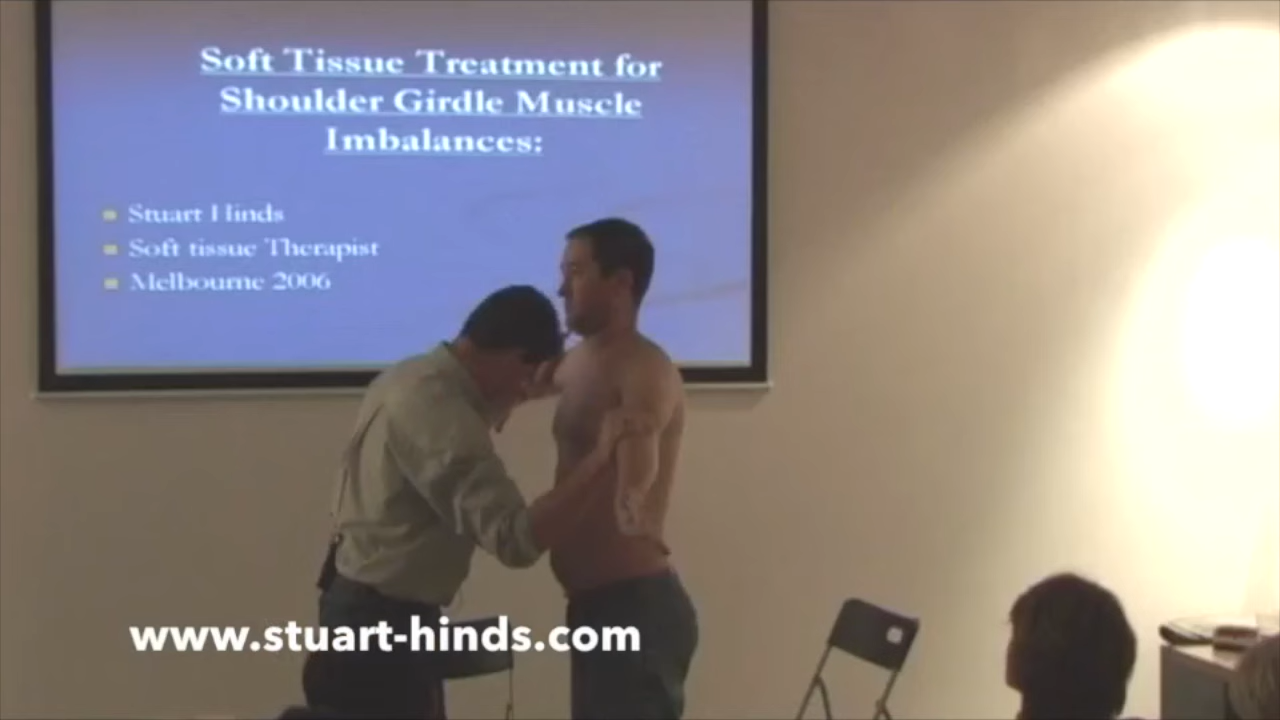 Soft Tissue Treatment for
Shoulder Girdle Muscle
Imbalances:
Stuart Hinds
Soft tissue Therapist
Melbourne 2006
www.stuart-hinds.com